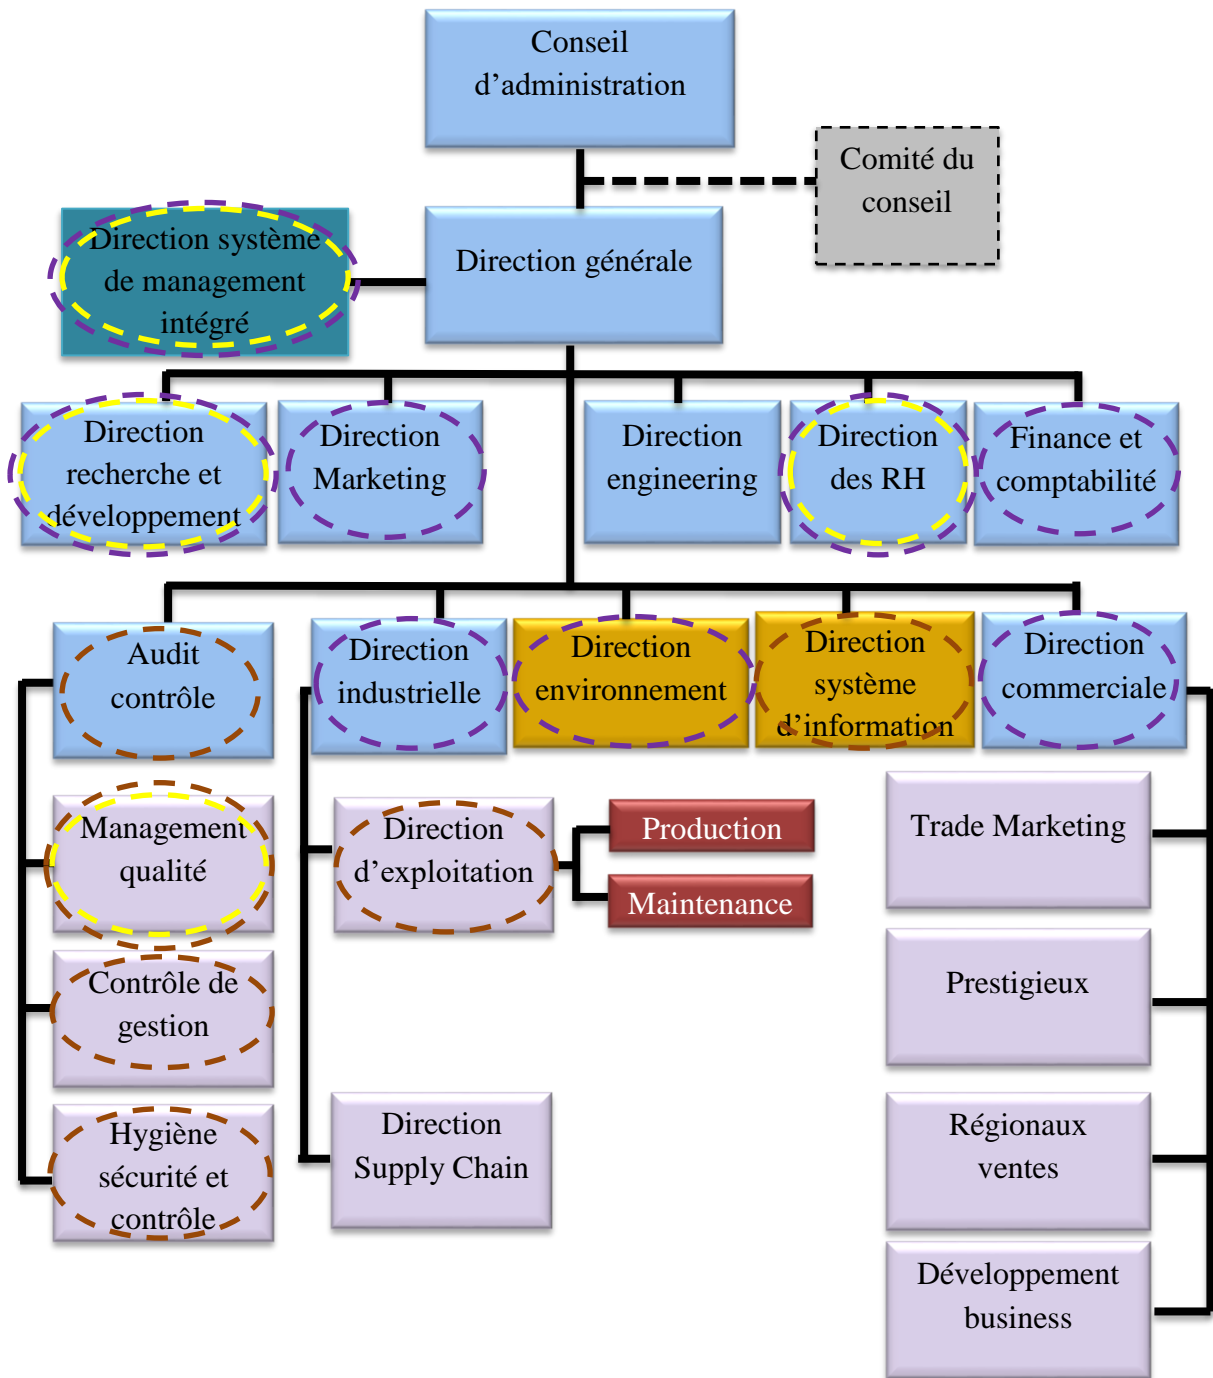 Conseil
d’administration
Comité du
conseil
Direction système
de management
intégré
Direction générale
Direction
recherche et
développement
Direction
Marketing
Direction
engineering
Direction
des RH
Finance et
comptabilité
Audit
contrôle
Direction
industrielle
Direction
environnement
Direction
système
d’information
Direction
commerciale
Management
qualité
Direction
d’exploitation
Production
Maintenance
Trade Marketing
Contrôle de
gestion
Prestigieux
Hygiène
sécurité et
contrôle
Direction
Supply Chain
Régionaux
ventes
Développement
business